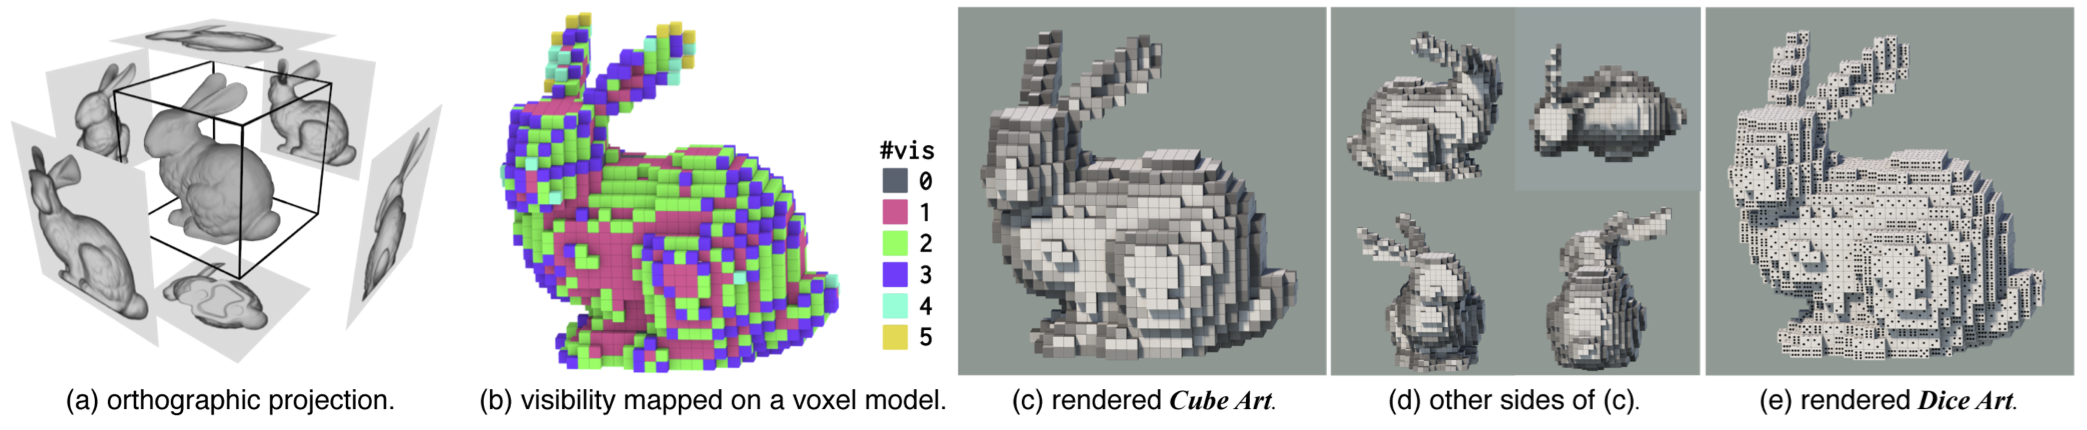 #vis
0
1
2
3
4
5
(a) orthographic projection.
(b) visibility mapped on a voxel model.
(c) rendered Cube Art.
(d) other sides of (c).
(e) rendered Dice Art.